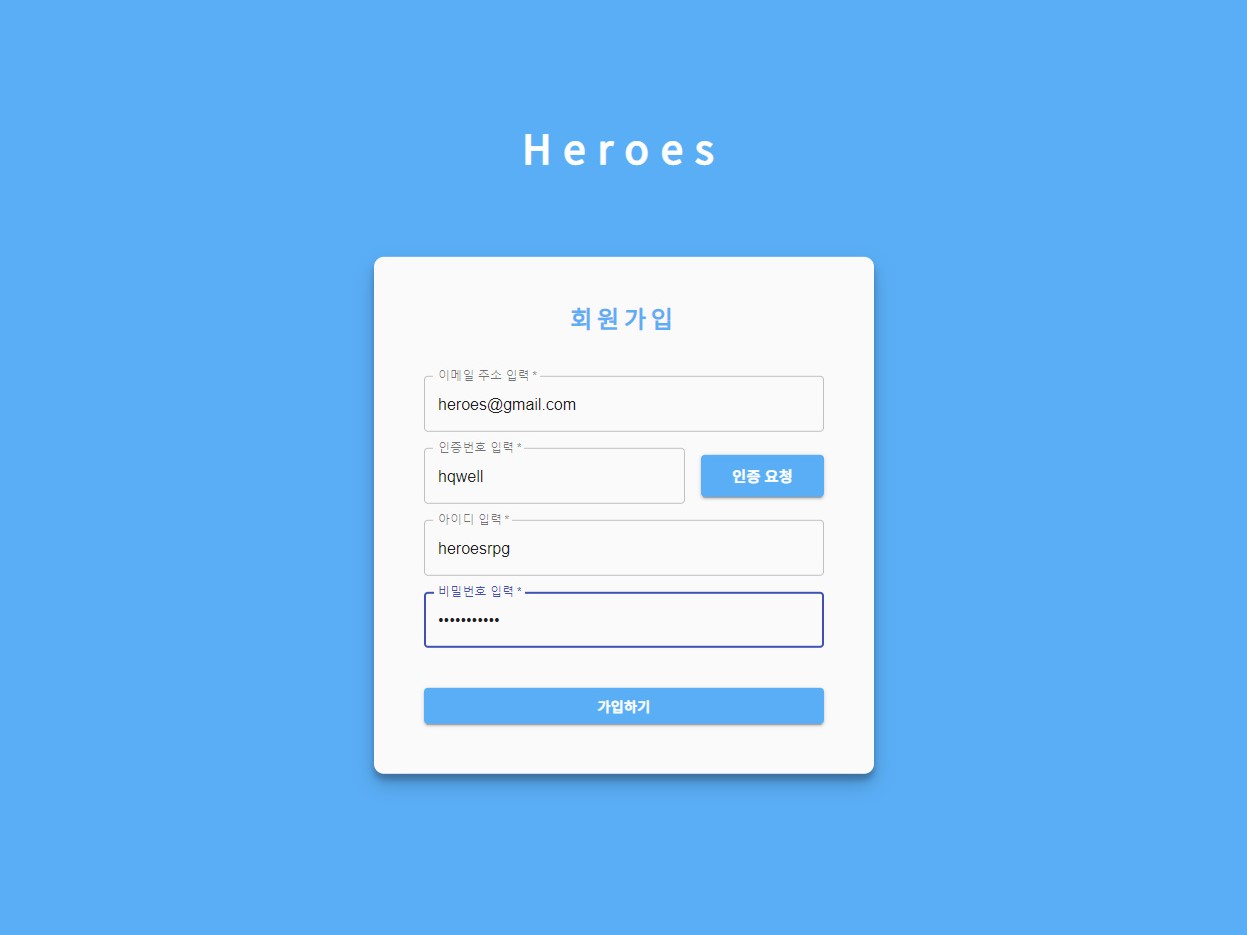 Heroes
회원가입
이메일 주소 입력 *
heroes@gmail.com
인증번호 입력 *
hqwell
인증 요청
아이디 입력 *
heroesrpg
비밀번호 입력 *
•••••••••••
가입하기